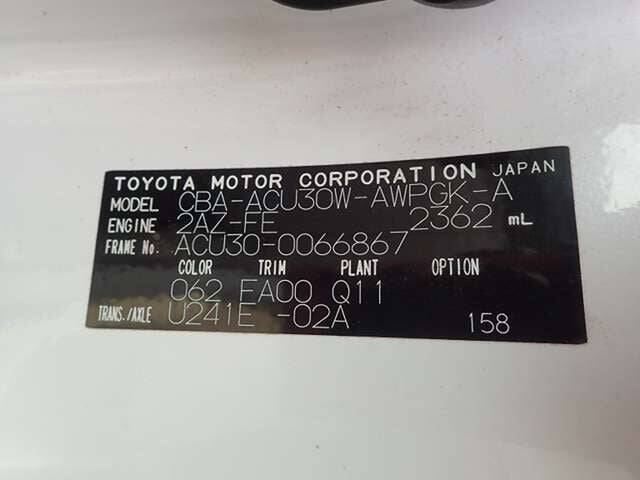 TOYOTA MOTOR CORPORATION JAPAN
MODEL CBA-ACU30W-AWPGK-A
ENGINE 2AZ-FE 2362 mL
FRAME No. ACU30-0066867
COLOR TRIM PLANT OPTION
062 FA00 Q11
TRANS./AXLE U241E -02A 158